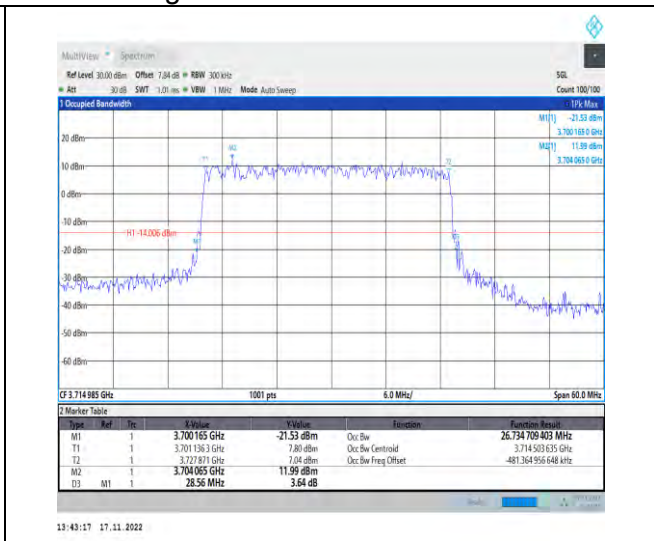 MultiView Spectrum
Ref Level 30.00 dBm Offset 7.84 dB RBW 300 kHz SGL
Att 30 dB SWT 1.01 ms VBW 1 MHz Mode Auto Sweep Count 100/100
1 Occupied Bandwidth 1Pk Max
M1[1] -21.53 dBm
3.700 165 0 GHz
20 dBm M2[1] 11.99 dBm
M2 3.704 065 0 GHz
T1 T2
10 dBm
0 dBm
-10 dBm
H1 -14.006 dBm
M1
-20 dBm
-30 dBm
-40 dBm
-50 dBm
-60 dBm
CF 3.714 985 GHz 1001 pts 6.0 MHz/ Span 60.0 MHz
2 Marker Table
Type Ref Trc X-Value Y-Value Function Function Result
M1 1 3.700165 GHz -21.53 dBm Occ Bw 26.734 709 403 MHz
T1 1 3.7011363 GHz 7.80 dBm Occ Bw Centroid 3.714 503 635 GHz
T2 1 3.727871 GHz 7.04 dBm Occ Bw Freq Offset -481.364 956 648 kHz
M2 1 3.704065 GHz 11.99 dBm
D3 M1 1 28.56 MHz 3.64 dB
13:43:17 17.11.2022